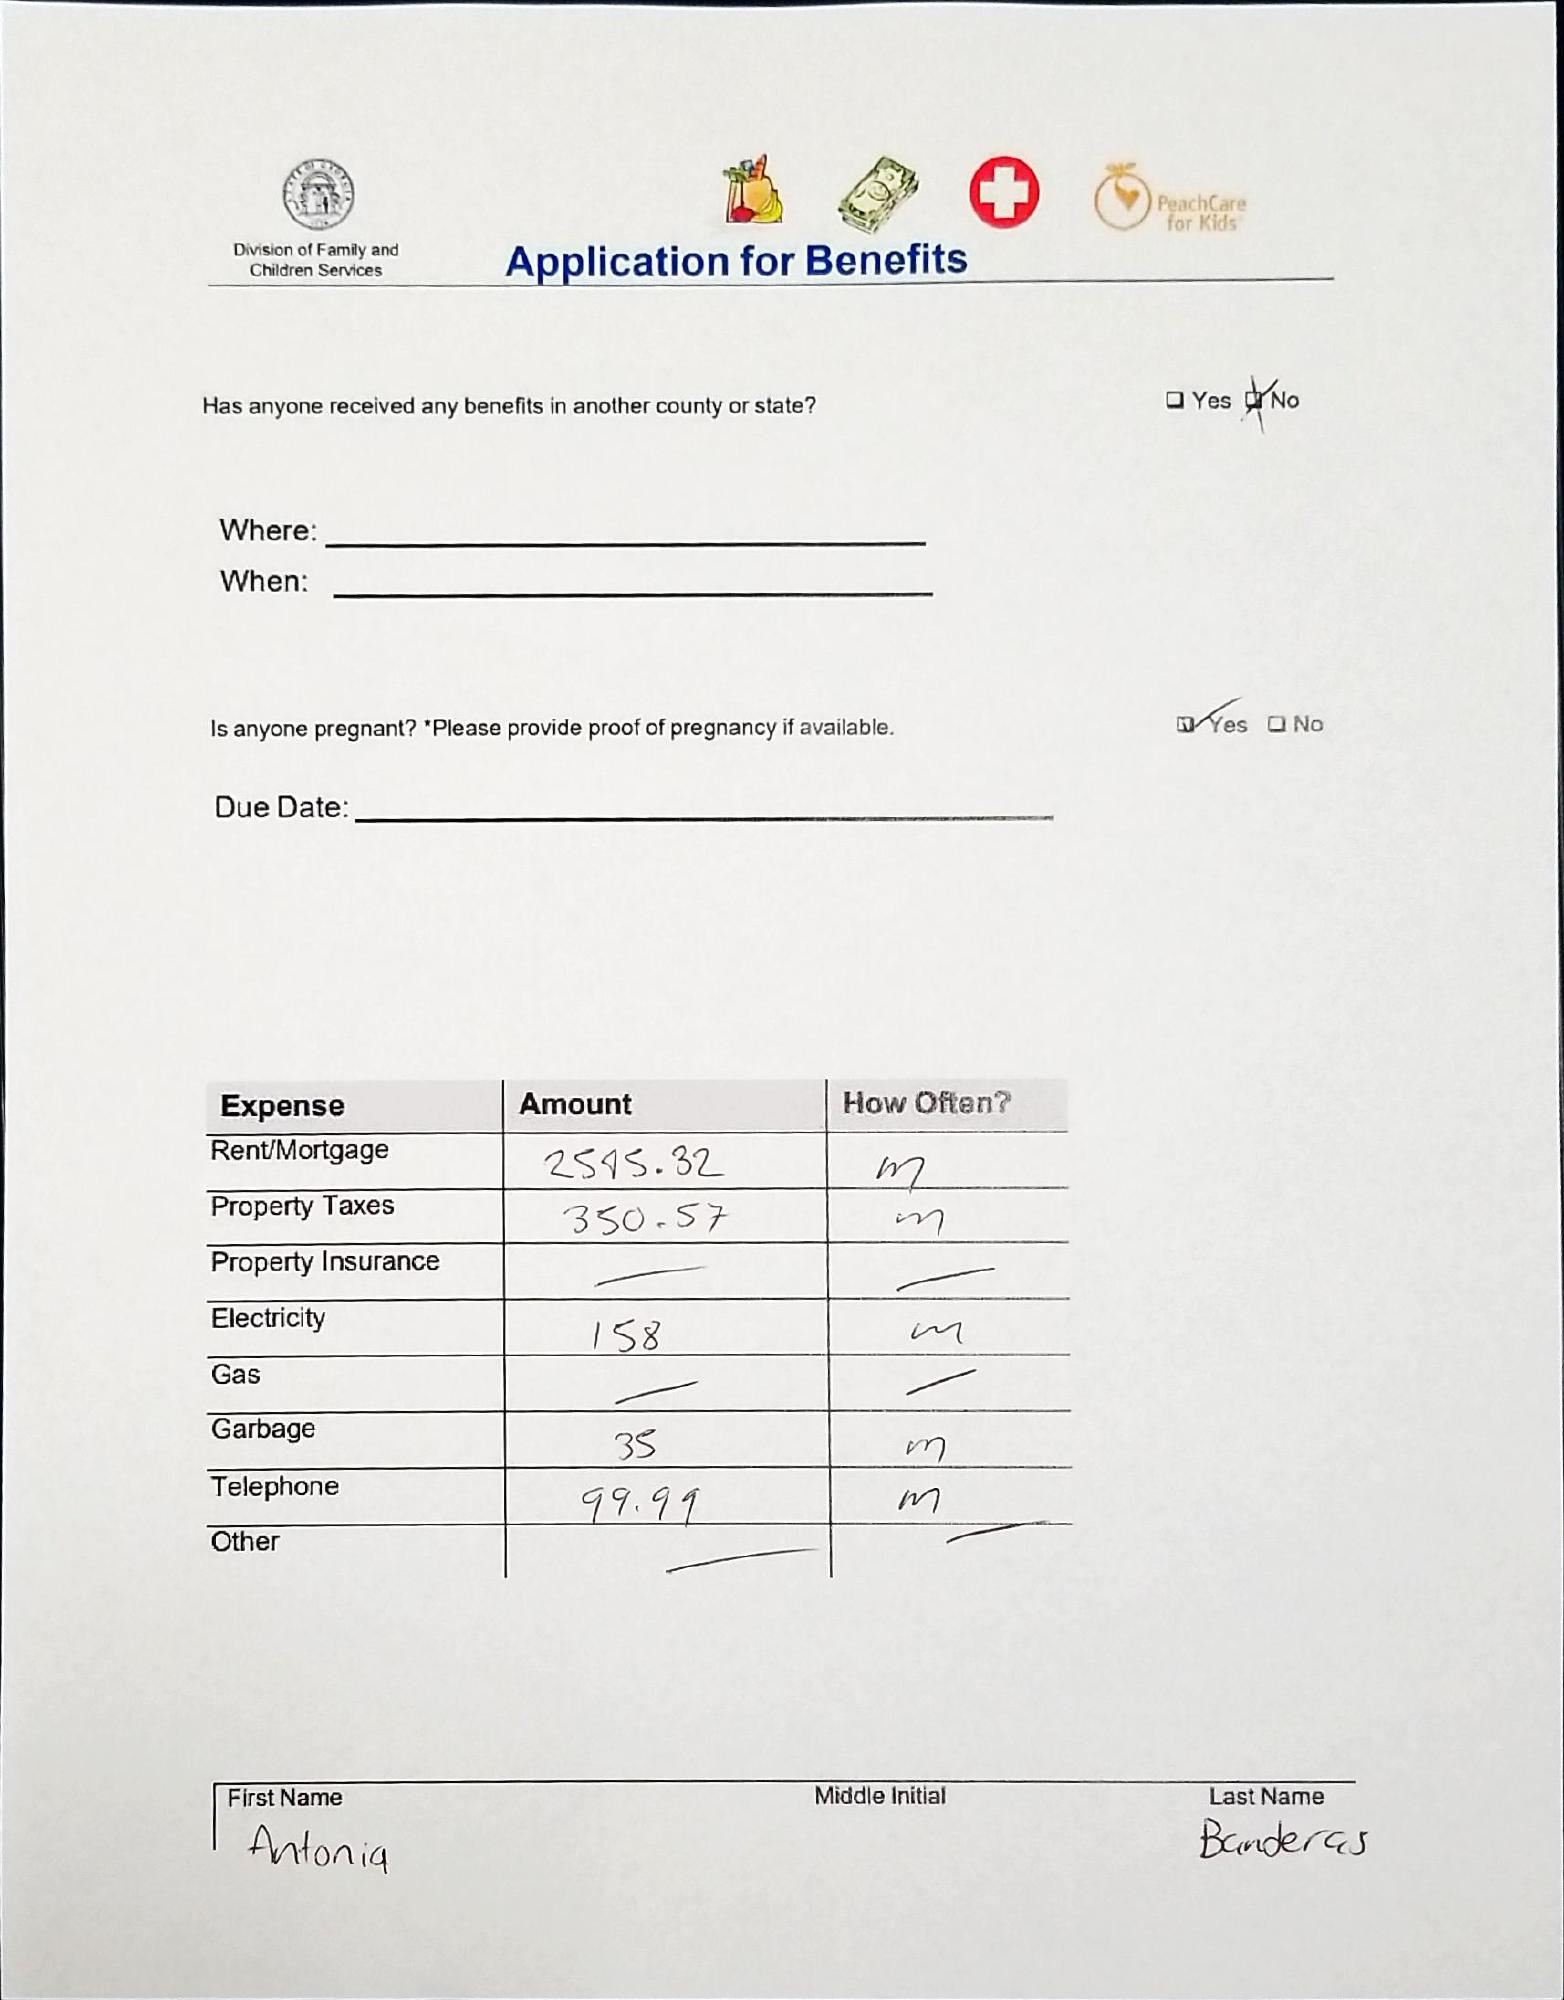 Division of Family and
Children Services
PeachCare
for Kids
Application for Benefits
Has anyone received any benefits in another county or state? Yes No
Where:
When:
Is anyone pregnant? *Please provide proof of pregnancy if available. Yes No
Due Date:
Expense Amount How Often?
Rent/Mortgage 2595.32 m
Property Taxes 350.57 m
Property Insurance — —
Electricity 158 m
Gas — —
Garbage 35 m
Telephone 99.99 m
Other — —
First Name Middle Initial Last Name
Antonia Banderas